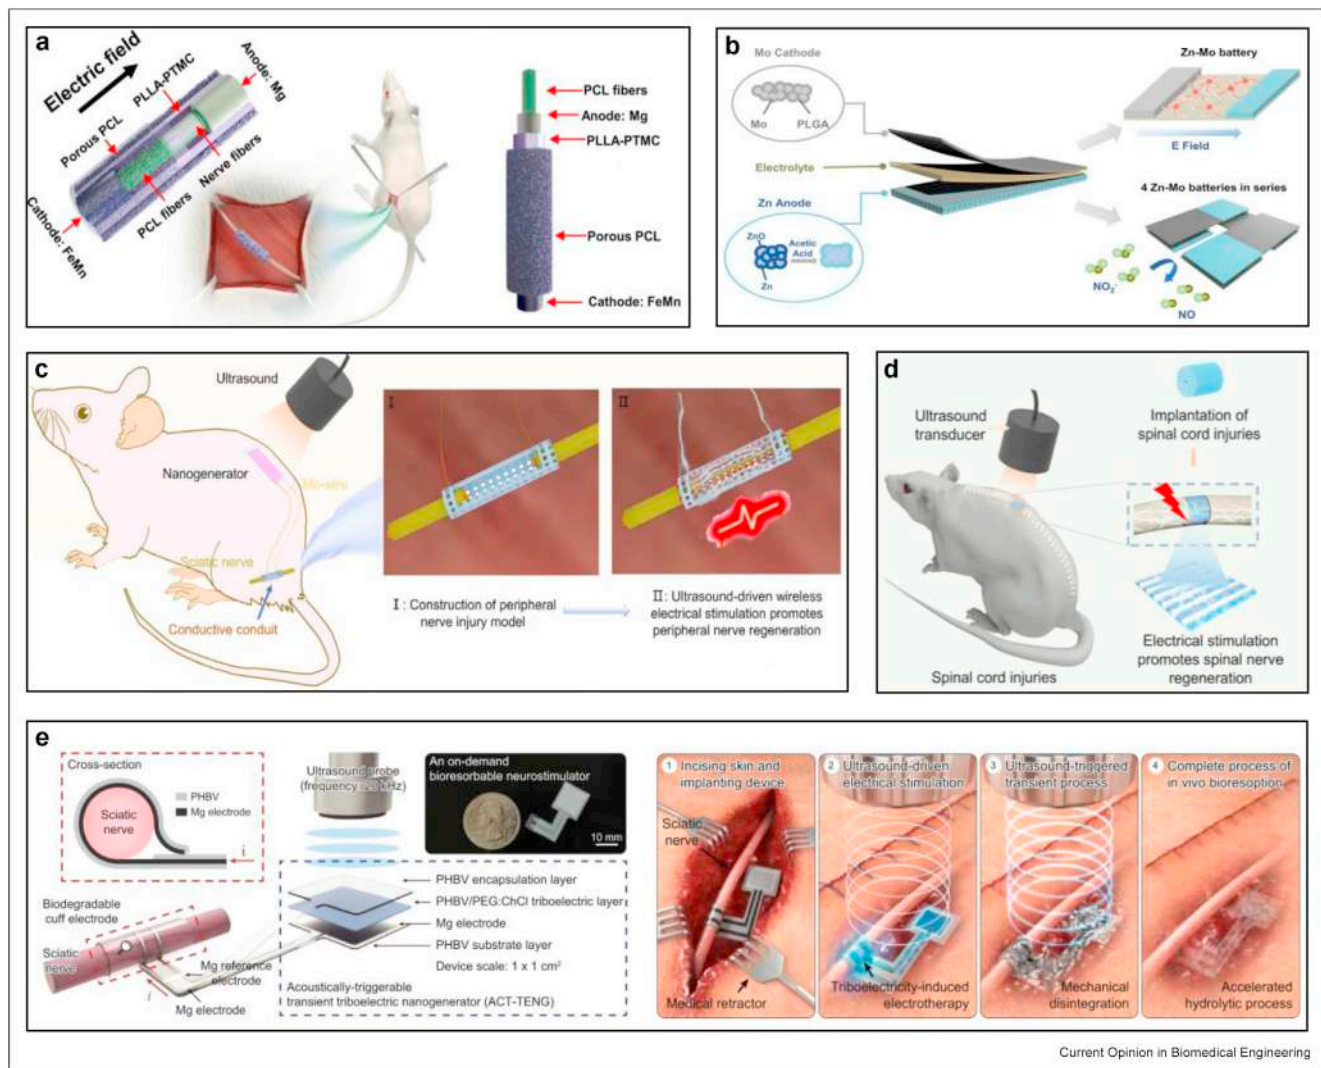 a
Electric field
PLLA-PTMC
Anode: Mg
Porous PCL
Nerve fibers
PCL fibers
Cathode: FeMn
PCL fibers
Anode: Mg
PLLA-PTMC
Porous PCL
Cathode: FeMn
b
Mo Cathode
Mo
PLGA
Electrolyte
Zn Anode
ZnO
Acetic
Acid
Zn
Zn-Mo battery
E Field
4 Zn-Mo batteries in series
NO2-
NO
c
Ultrasound
Nanogenerator
Mo wire
Sciatic nerve
Conductive conduit
I
II
I : Construction of peripheral
nerve injury model
II: Ultrasound-driven wireless
electrical stimulation promotes
peripheral nerve regeneration
d
Ultrasound
transducer
Spinal cord injuries
Implantation of
spinal cord injuries
Electrical stimulation
promotes spinal nerve
regeneration
e
Cross-section
PHBV
Mg electrode
Sciatic
nerve
i
Biodegradable
cuff electrode
Sciatic
nerve
Mg reference
electrode
i
Mg electrode
Ultrasound probe
(frequency 20 kHz)
An on-demand
bioresorbable neurostimulator
10 mm
PHBV encapsulation layer
PHBV/PEG:ChCl triboelectric layer
Mg electrode
PHBV substrate layer
Device scale: 1 x 1 cm²
Acoustically-triggerable
transient triboelectric nanogenerator (ACT-TENG)
1 Incising skin and
implanting device
Sciatic
nerve
Medical retractor
2 Ultrasound-driven
electrical stimulation
Triboelectricity-induced
electrotherapy
3 Ultrasound-triggered
transient process
Mechanical
disintegration
4 Complete process of
in vivo bioresoption
Accelerated
hydrolytic process
Current Opinion in Biomedical Engineering